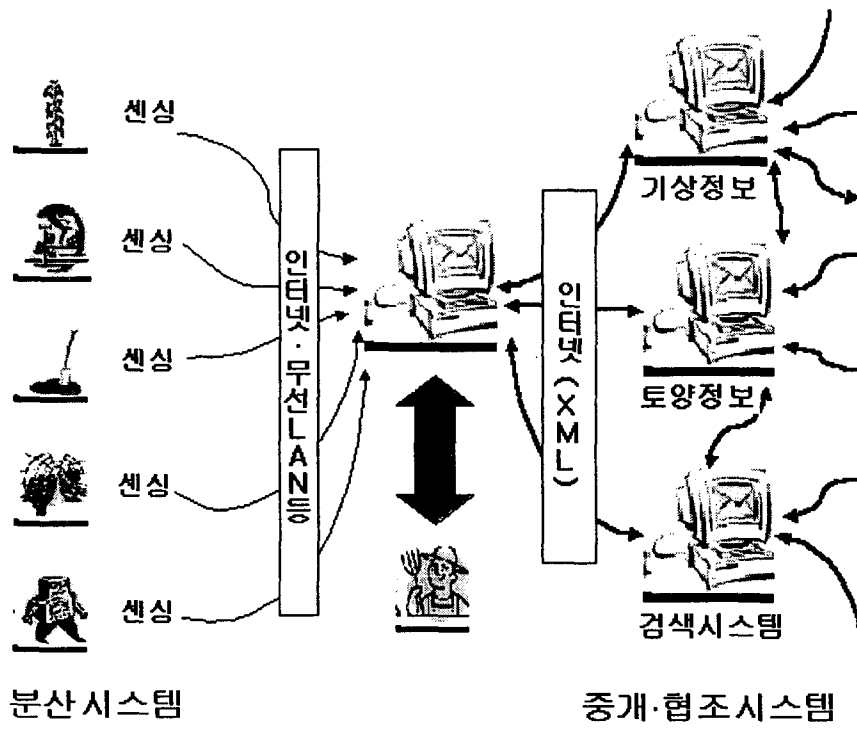 센싱
센싱
센싱
센싱
센싱
인터넷·무선LAN등
인터넷(XML)
기상정보
토양정보
검색시스템
분산시스템
중개·협조시스템